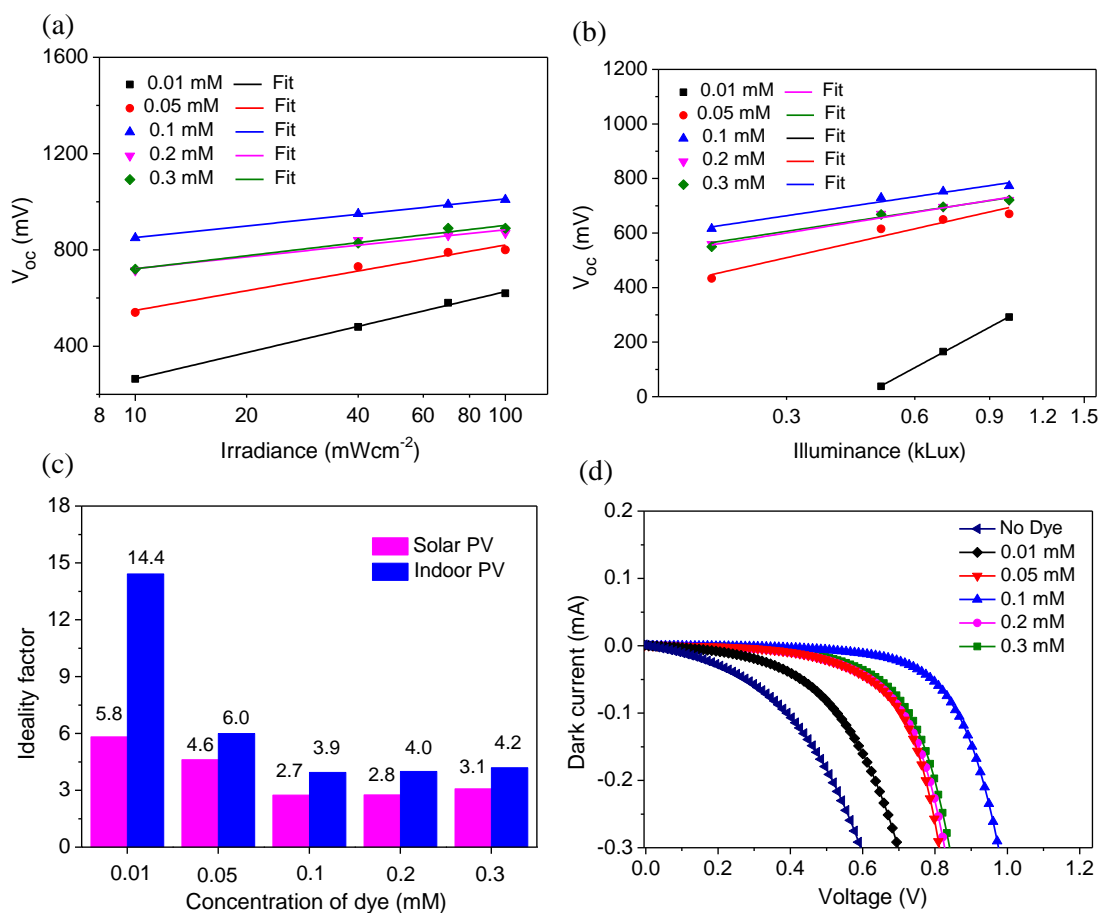 (a)
1600
1200
800
400
V_oc (mV)
0.01 mM Fit
0.05 mM Fit
0.1 mM Fit
0.2 mM Fit
0.3 mM Fit
8 10 20 40 60 80 100
Irradiance (mWcm⁻²)
(b)
1200
1000
800
600
400
200
0
V_oc (mV)
0.01 mM Fit
0.05 mM Fit
0.1 mM Fit
0.2 mM Fit
0.3 mM Fit
0.3 0.6 0.9 1.2 1.5
Illuminance (kLux)
(c)
18
15
12
9
6
3
0
Ideality factor
Solar PV
Indoor PV
14.4
5.8
4.6
6.0
2.7
3.9
2.8
4.0
3.1
4.2
0.01 0.05 0.1 0.2 0.3
Concentration of dye (mM)
(d)
0.2
0.1
0.0
-0.1
-0.2
-0.3
Dark current (mA)
No Dye
0.01 mM
0.05 mM
0.1 mM
0.2 mM
0.3 mM
0.0 0.2 0.4 0.6 0.8 1.0 1.2
Voltage (V)